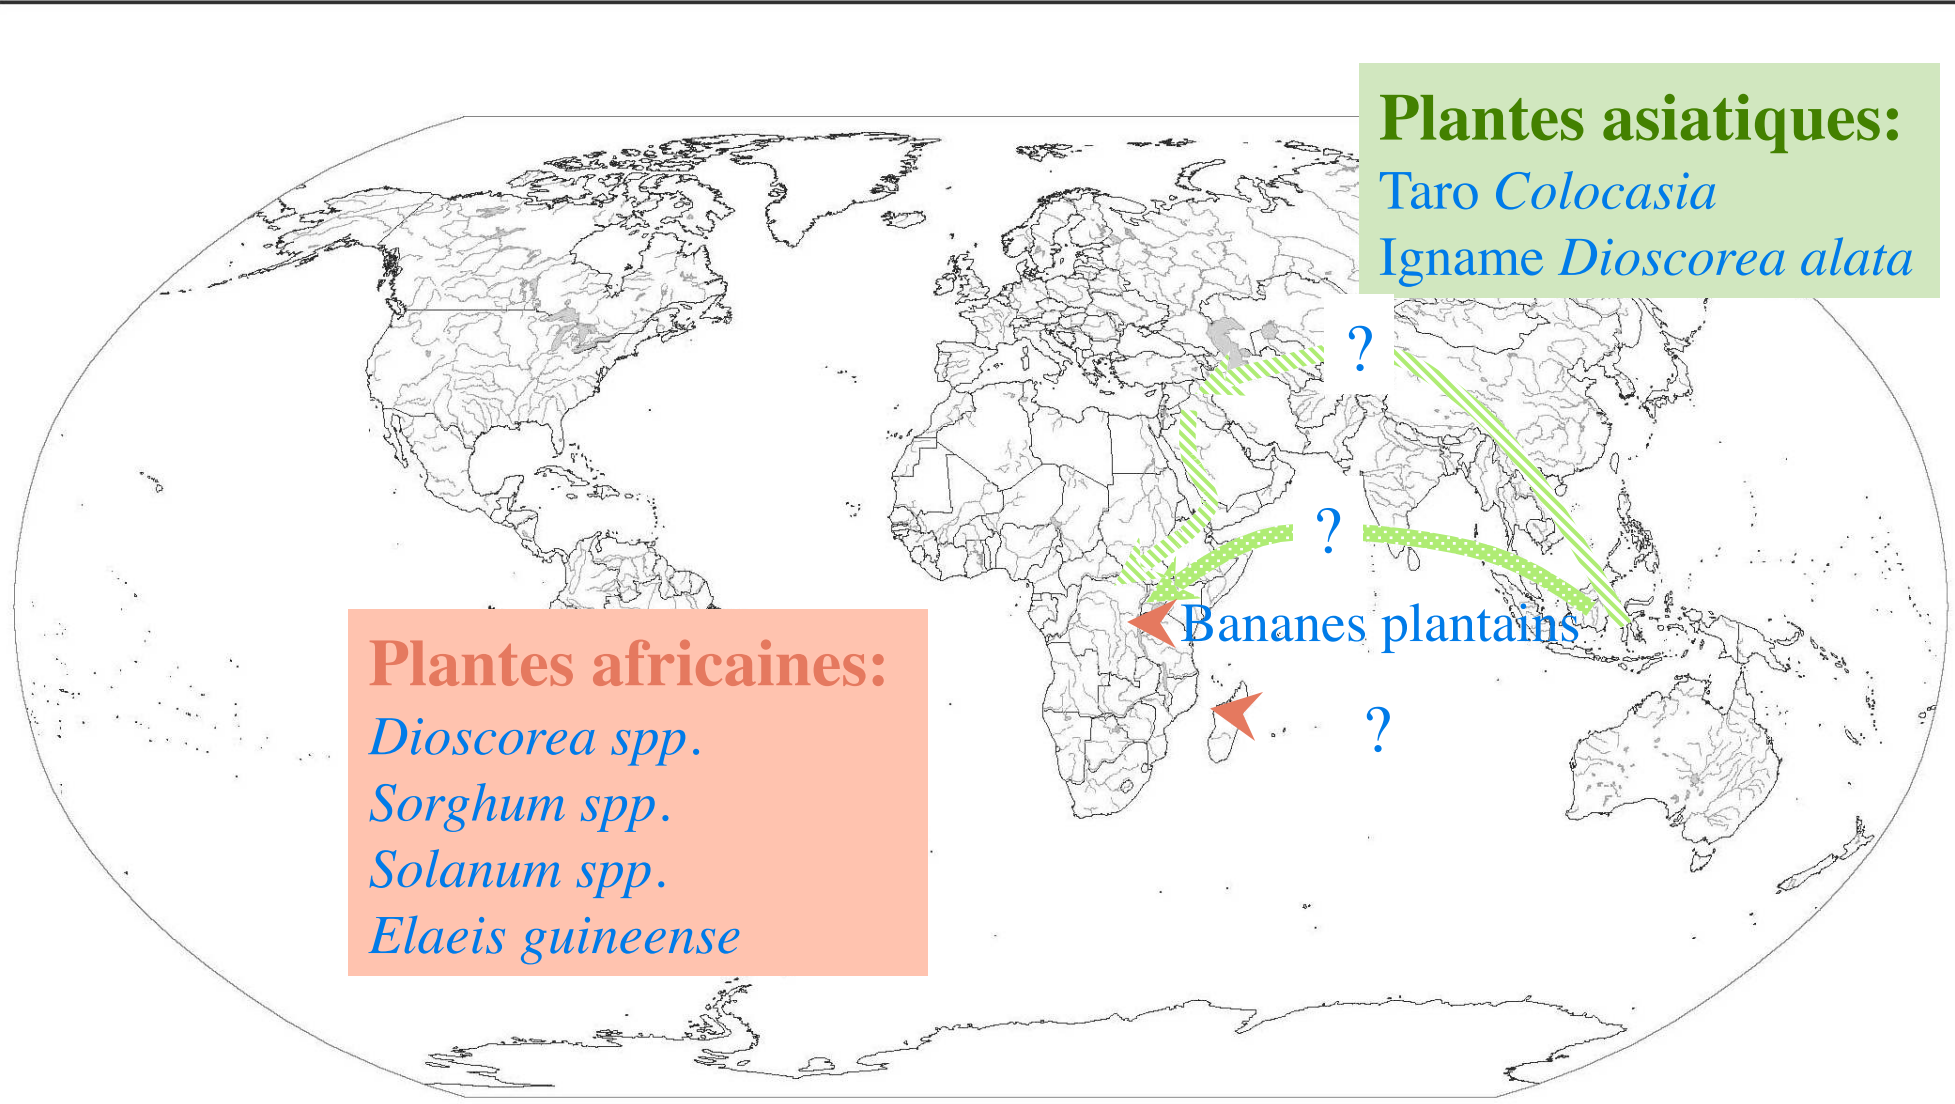 Plantes asiatiques:
Taro Colocasia
Igname Dioscorea alata
?
?
Bananes plantains
?
Plantes africaines:
Dioscorea spp.
Sorghum spp.
Solanum spp.
Elaeis guineense